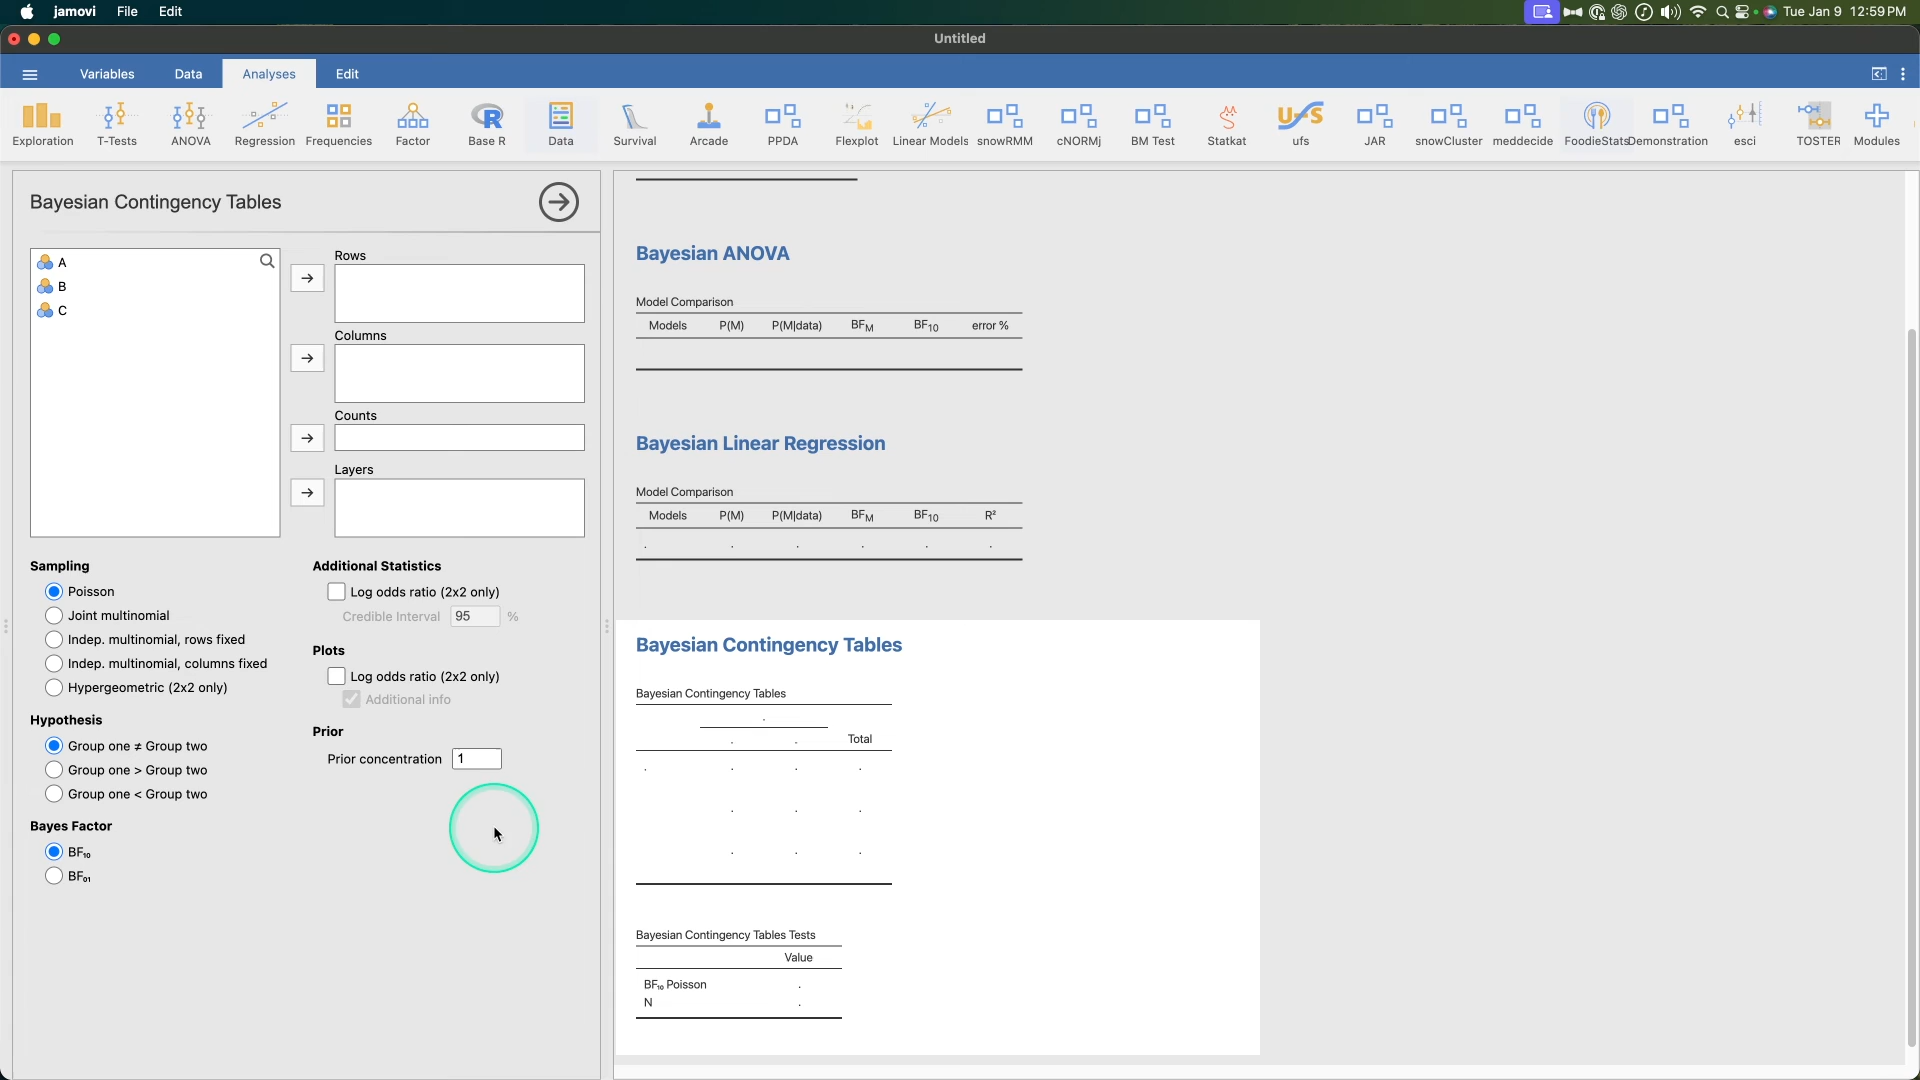 jamovi File Edit Tue Jan 9 12:59 PM
Untitled
Variables Data Analyses Edit
Exploration T-Tests ANOVA Regression Frequencies Factor Base R Data Survival Arcade PPDA Flexplot Linear Models snowRMM cNORMj BM Test Statkat ufs JAR snowCluster meddecide FoodieStats Demonstration esci TOSTER Modules
Bayesian Contingency Tables
A
B
C
Rows
Columns
Counts
Layers
Sampling
Poisson
Joint multinomial
Indep. multinomial, rows fixed
Indep. multinomial, columns fixed
Hypergeometric (2x2 only)
Hypothesis
Group one ≠ Group two
Group one > Group two
Group one < Group two
Bayes Factor
BF₁₀
BF₀₁
Additional Statistics
Log odds ratio (2x2 only)
Credible Interval 95 %
Plots
Log odds ratio (2x2 only)
Additional info
Prior
Prior concentration 1
Bayesian ANOVA
Model Comparison
Models P(M) P(M|data) BFM BF10 error %
Bayesian Linear Regression
Model Comparison
Models P(M) P(M|data) BFM BF10 R²
. . . . . .
Bayesian Contingency Tables
Bayesian Contingency Tables
.
. . Total
. . . .
. . .
. . .
Bayesian Contingency Tables Tests
Value
BF₁₀ Poisson .
N .